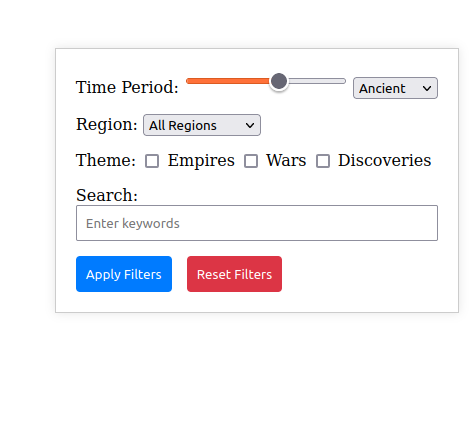 Time Period: Ancient
Region: All Regions
Theme: Empires Wars Discoveries
Search:
Enter keywords
Apply Filters Reset Filters